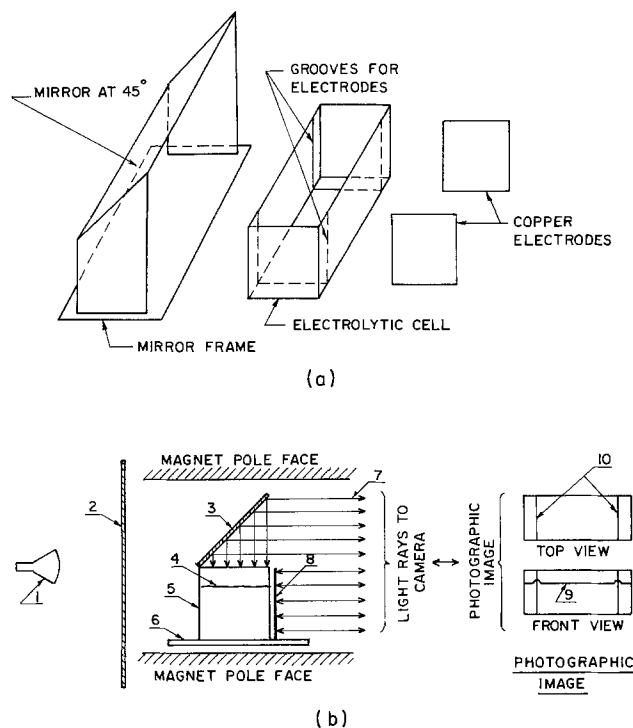 MIRROR AT 45°
GROOVES FOR
ELECTRODES
COPPER
ELECTRODES
ELECTROLYTIC CELL
MIRROR FRAME
(a)
MAGNET POLE FACE
1
2
3
4
5
6
7
8
LIGHT RAYS TO
CAMERA
PHOTOGRAPHIC
IMAGE
10
TOP VIEW
9
FRONT VIEW
MAGNET POLE FACE
PHOTOGRAPHIC
IMAGE
(b)